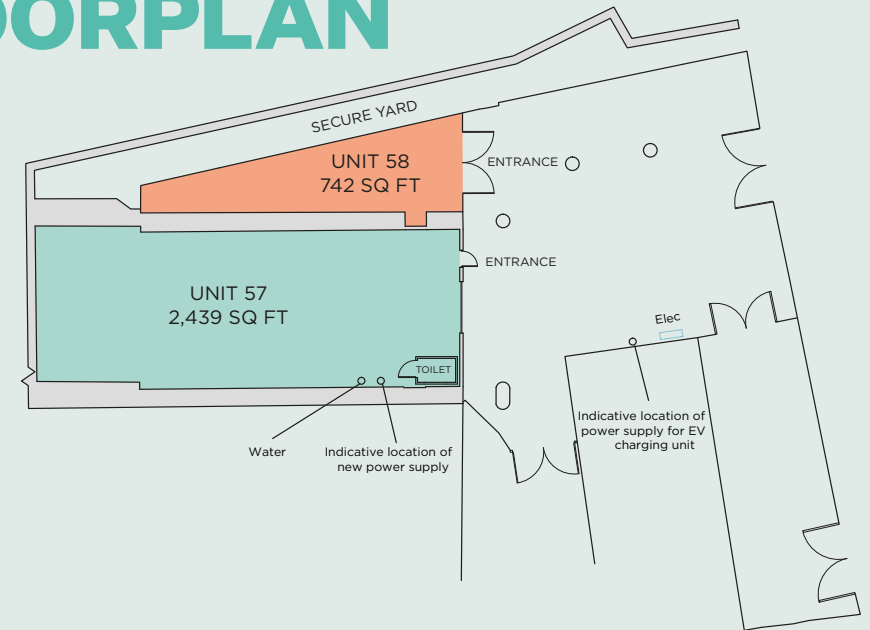 OORPLAN
SECURE YARD
UNIT 58
742 SQ FT
ENTRANCE
ENTRANCE
UNIT 57
2,439 SQ FT
Elec
TOILET
Indicative location of
power supply for EV
charging unit
Water
Indicative location of
new power supply